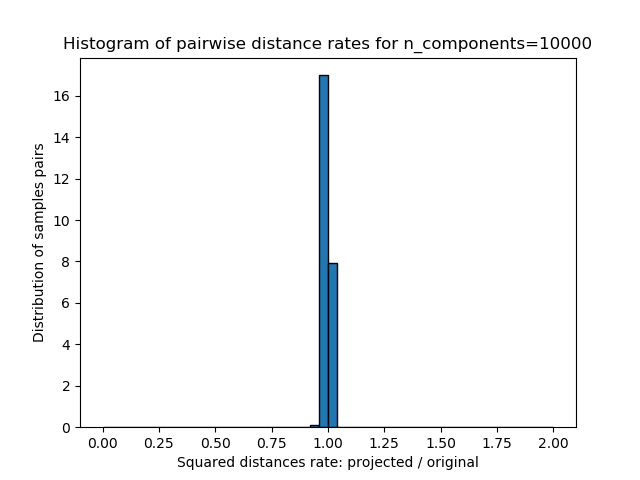 Histogram of pairwise distance rates for n_components=10000
Distribution of samples pairs
16
14
12
10
8
6
4
2
0
0.00 0.25 0.50 0.75 1.00 1.25 1.50 1.75 2.00
Squared distances rate: projected / original